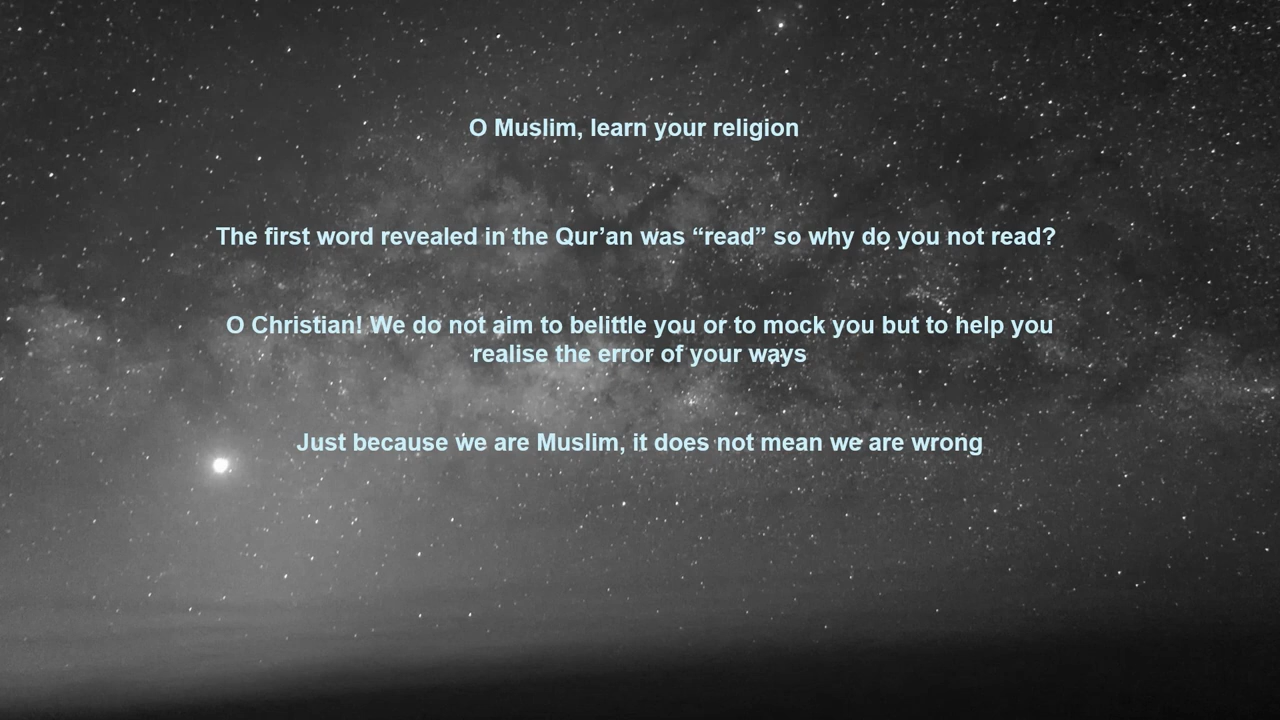 O Muslim, learn your religion
The first word revealed in the Qur’an was “read” so why do you not read?
O Christian! We do not aim to belittle you or to mock you but to help you
realise the error of your ways
Just because we are Muslim, it does not mean we are wrong